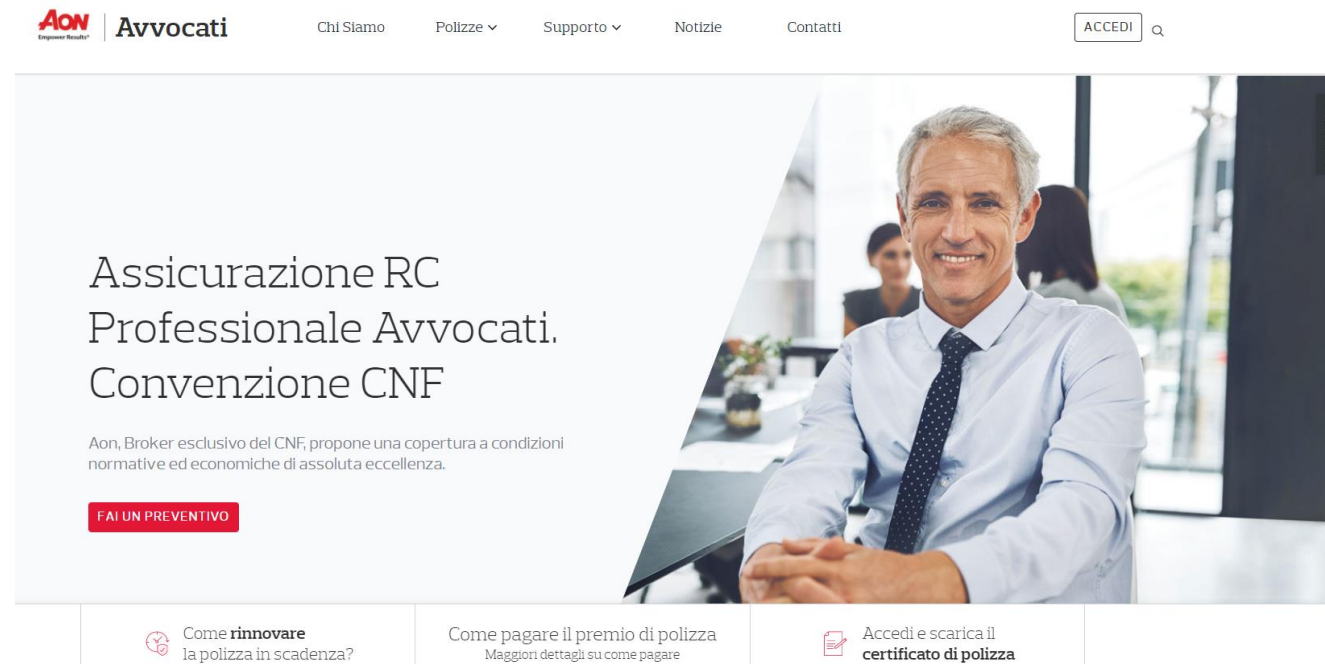 AON
Empower Results®
Avvocati
Chi Siamo
Polizze
Supporto
Notizie
Contatti
ACCEDI
Assicurazione RC
Professionale Avvocati.
Convenzione CNF
Aon, Broker esclusivo del CNF, propone una copertura a condizioni
normative ed economiche di assoluta eccellenza.
FAI UN PREVENTIVO
Come rinnovare
la polizza in scadenza?
Come pagare il premio di polizza
Maggiori dettagli su come pagare
Accedi e scarica il
certificato di polizza